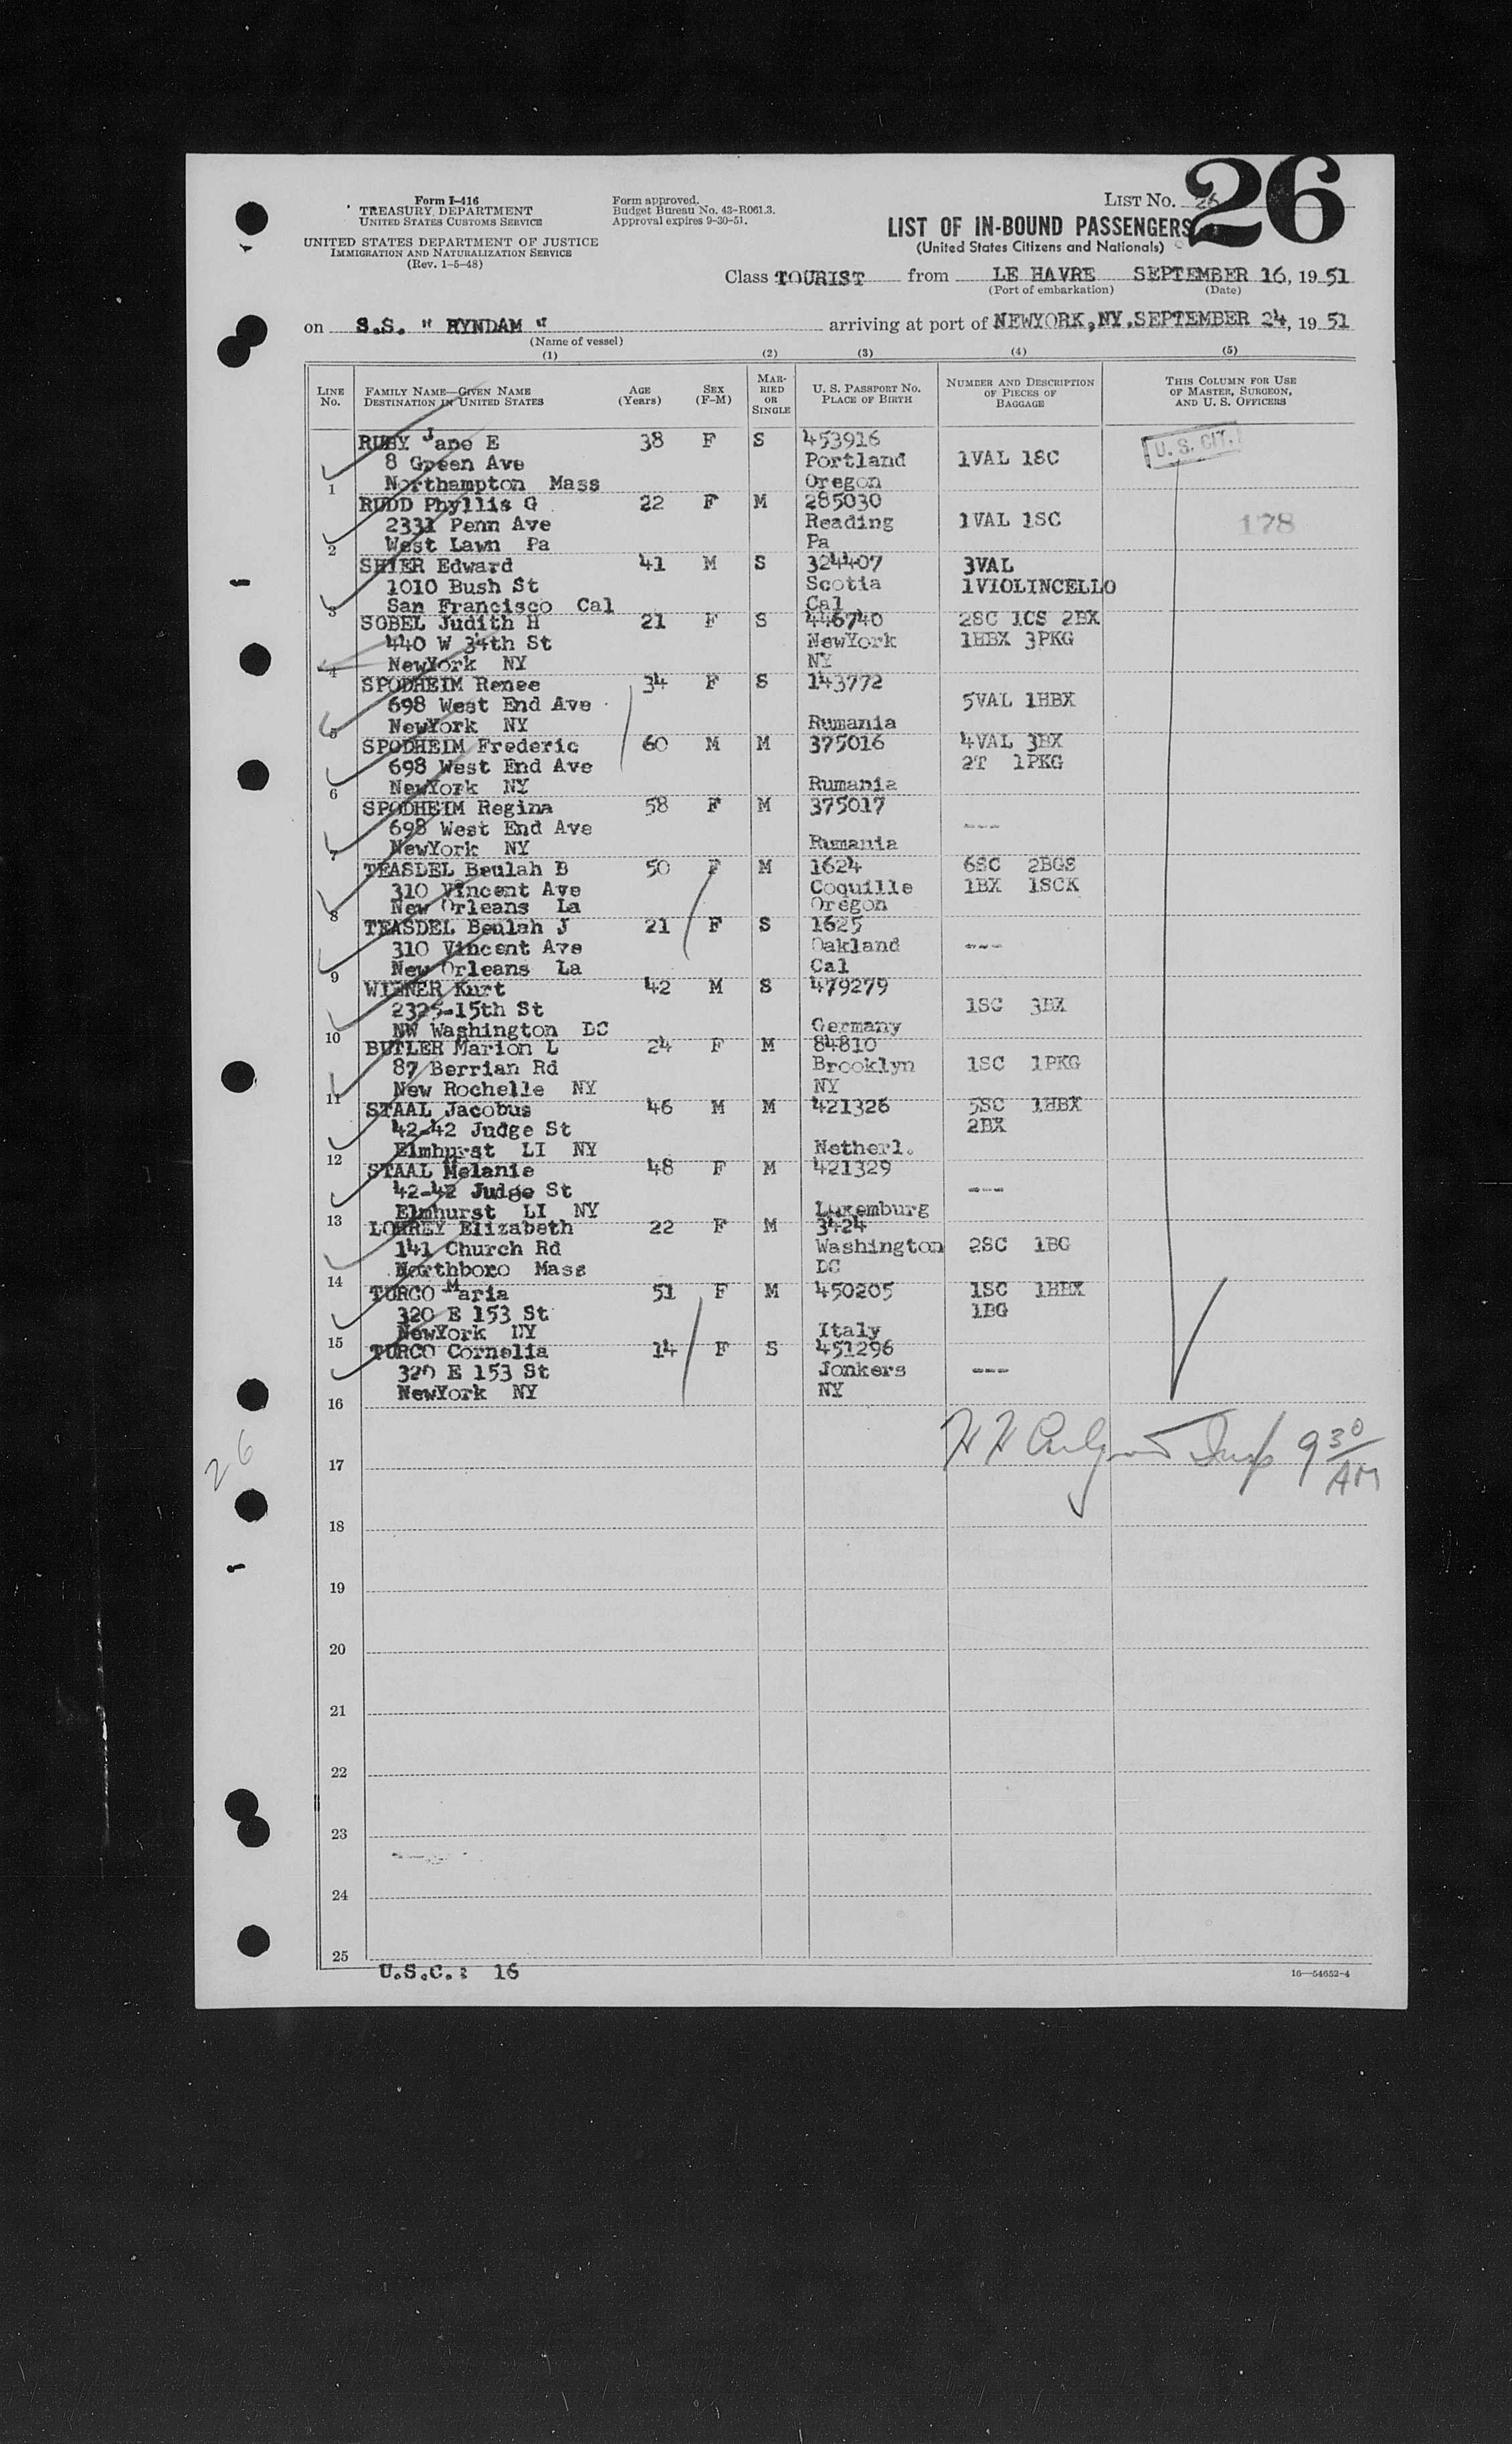 Form I-416
TREASURY DEPARTMENT
UNITED STATES CUSTOMS SERVICE
UNITED STATES DEPARTMENT OF JUSTICE
IMMIGRATION AND NATURALIZATION SERVICE
(Rev. 1-5-48)
Form approved.
Budget Bureau No. 43-R061.3.
Approval expires 9-30-51.
LIST NO. 26
26
LIST OF IN-BOUND PASSENGERS
(United States Citizens and Nationals)
Class TOURIST from LE HAVRE SEPTEMBER 16, 19 51
(Port of embarkation) (Date)
on S.S. " RYNDAM " arriving at port of NEWYORK,NY.SEPTEMBER 24, 19 51
(Name of vessel)
(1) (2) (3) (4) (5)
LINE NO. FAMILY NAME—GIVEN NAME DESTINATION IN UNITED STATES AGE (Years) SEX (F-M) MARRIED OR SINGLE U. S. PASSPORT NO. PLACE OF BIRTH NUMBER AND DESCRIPTION OF PIECES OF BAGGAGE THIS COLUMN FOR USE OF MASTER, SURGEON, AND U. S. OFFICERS
RUBY Jane E 38 F S 453916 U. S. CIT.
8 Green Ave Portland 1VAL 1SC
1 Northampton Mass Oregon
RUDD Phyllis G 22 F M 285030
2331 Penn Ave Reading 1VAL 1SC 178
2 West Lawn Pa Pa
SHIER Edward 41 M S 324407 3VAL
1010 Bush St Scotia 1VIOLINCELLO
3 San Francisco Cal Cal
SOBEL Judith H 21 F S 446740 2SC 1CS 2BX
440 W 34th St NewYork 1HBX 3PKG
4 NewYork NY NY
SPODHEIM Renee 34 F S 143772
698 West End Ave 5VAL 1HBX
5 NewYork NY Rumania
SPODHEIM Frederic 60 M M 375016 4VAL 3BX
698 West End Ave 2T 1PKG
6 NewYork NY Rumania
SPODHEIM Regina 58 F M 375017
698 West End Ave ---
7 NewYork NY Rumania
TEASDEL Beulah B 50 F M 1624 6SC 2BGS
310 Vincent Ave Coquille 1BX 1SCK
8 New Orleans La Oregon
TEASDEL Beulah J 21 F S 1625
310 Vincent Ave Oakland ---
9 New Orleans La Cal
WIENER Kurt 42 M S 479279
2325-15th St 1SC 3BX
10 NW Washington DC Germany
BUTLER Marion L 24 F M 84810
87 Berrian Rd Brooklyn 1SC 1PKG
11 New Rochelle NY NY
STAAL Jacobus 46 M M 421326 5SC 1HBX
42-42 Judge St 2BX
12 Elmhurst LI NY Netherl.
STAAL Melanie 48 F M 421329
42-42 Judge St ---
13 Elmhurst LI NY Luxemburg
LOHREY Elizabeth 22 F M 3424
141 Church Rd Washington 2SC 1BG
14 Northboro Mass DC
TURCO Maria 51 F M 450205 1SC 1HBX
320 E 153 St 1BG
15 NewYork NY Italy
TURCO Cornelia 14 F S 451296
320 E 153 St Jonkers ---
16 NewYork NY NY
9 30 AM
26
17
18
19
20
21
22
23
24
25
U.S.C.: 16
16—54652-4